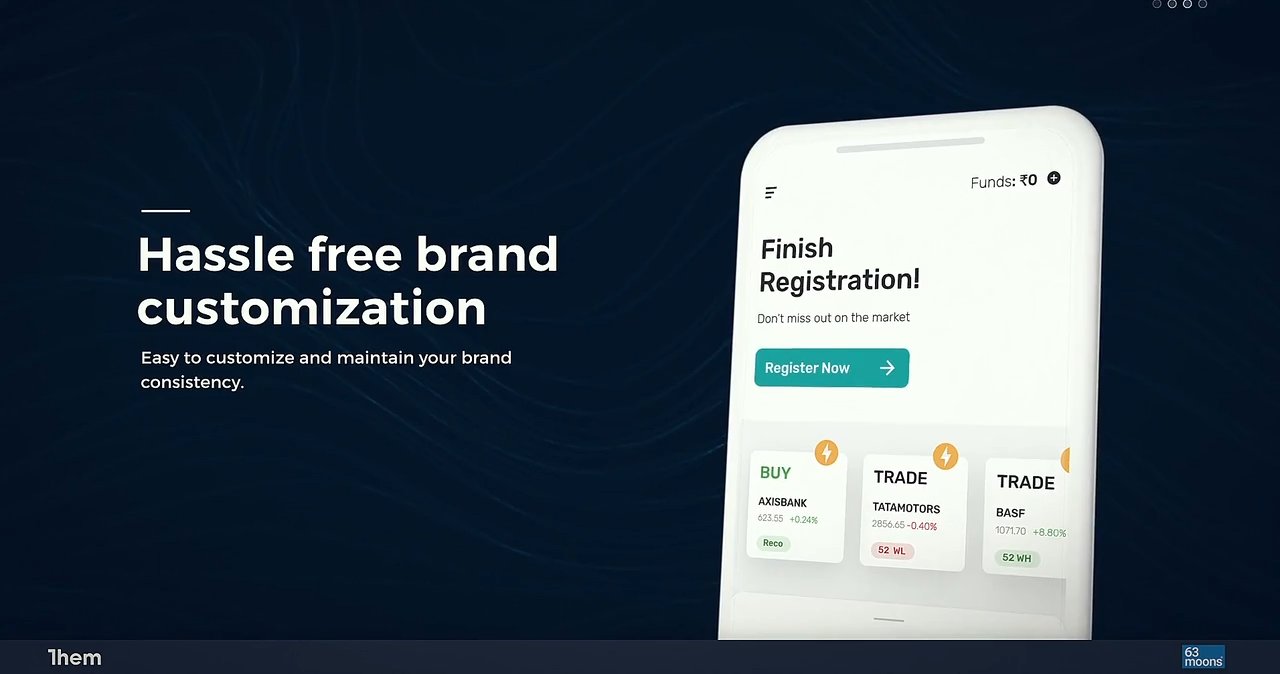 Hassle free brand
customization
Easy to customize and maintain your brand
consistency.
Funds: ₹0
Finish
Registration!
Don't miss out on the market
Register Now
BUY
AXISBANK
623.55 +0.24%
Reco
TRADE
TATAMOTORS
2856.65 -0.40%
52 WL
TRADE
BASF
1071.70 +8.80%
52 WH
1hem
63
moons